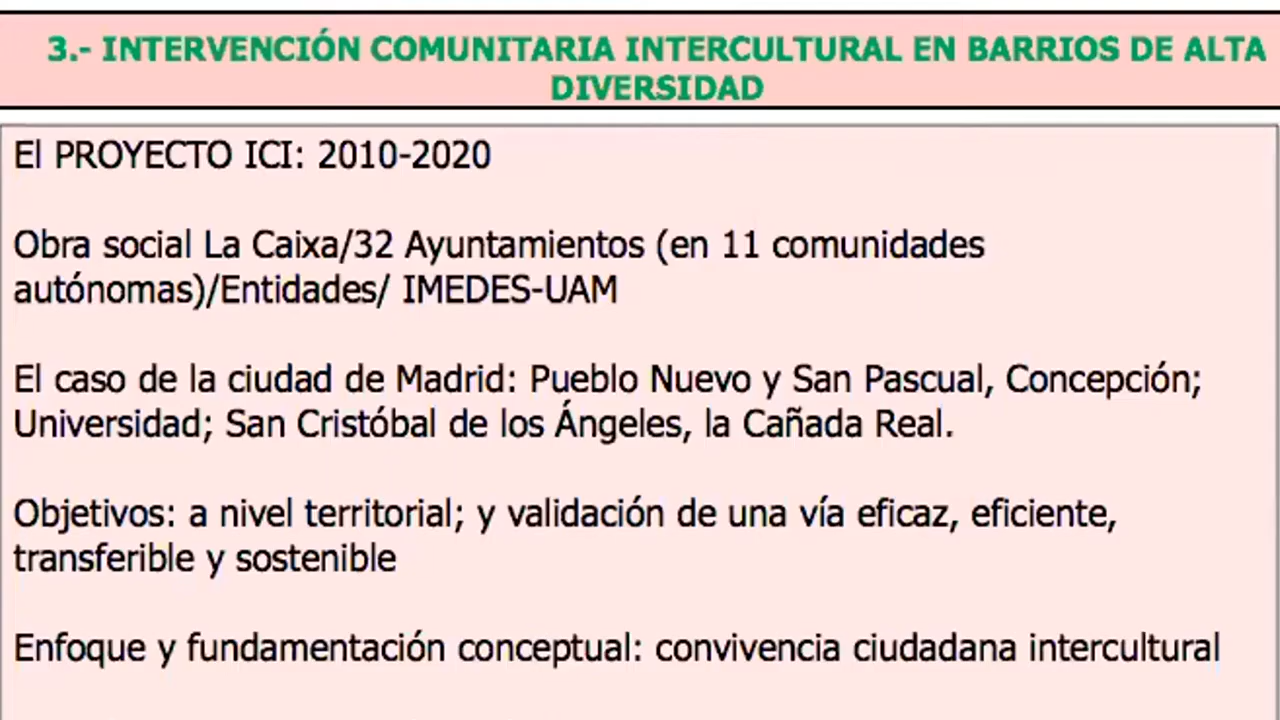 3.- INTERVENCIÓN COMUNITARIA INTERCULTURAL EN BARRIOS DE ALTA
DIVERSIDAD
El PROYECTO ICI: 2010-2020
Obra social La Caixa/32 Ayuntamientos (en 11 comunidades
autónomas)/Entidades/ IMEDES-UAM
El caso de la ciudad de Madrid: Pueblo Nuevo y San Pascual, Concepción;
Universidad; San Cristóbal de los Ángeles, la Cañada Real.
Objetivos: a nivel territorial; y validación de una vía eficaz, eficiente,
transferible y sostenible
Enfoque y fundamentación conceptual: convivencia ciudadana intercultural